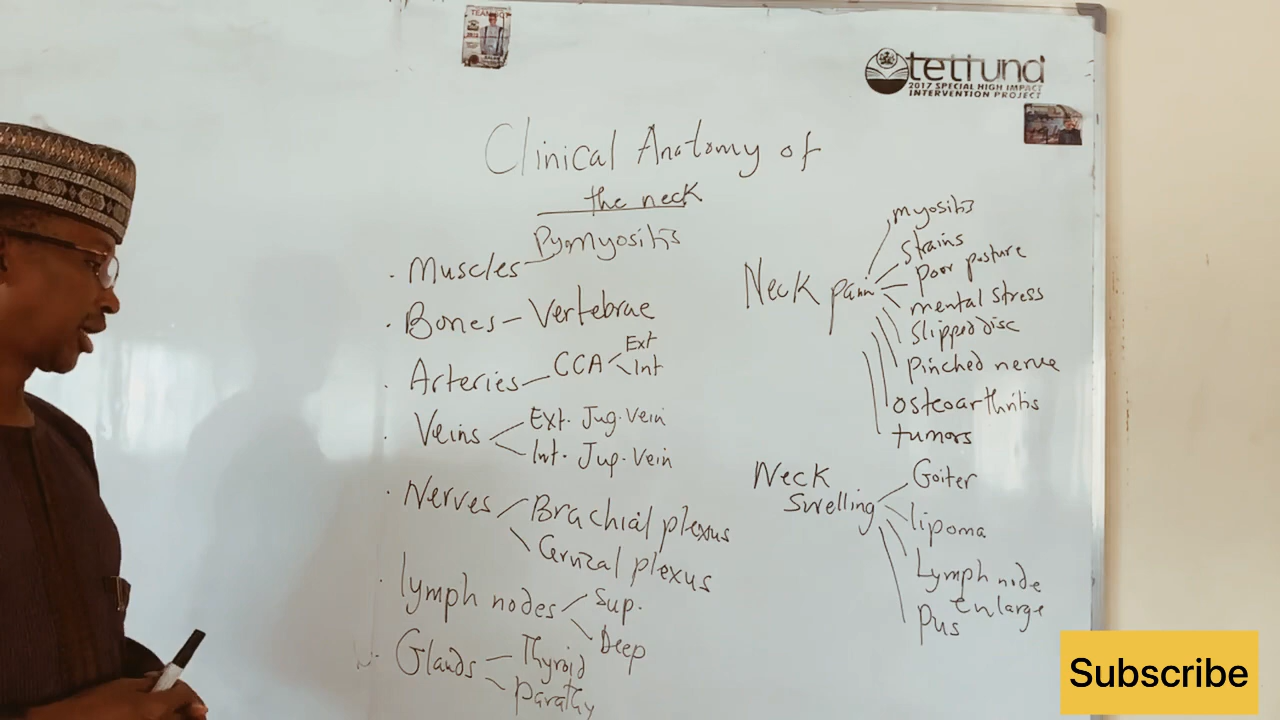 tetfund
2017 SPECIAL HIGH IMPACT
INTERVENTION PROJECT
Clinical Anatomy of
the neck
. Muscles - Pyomyositis
. Bones - Vertebrae
. Arteries - CCA < Ext
Int
. Veins < Ext. Jug. Vein
Int. Jug. Vein
. Nerves < Brachial plexus
Cervical plexus
. lymph nodes < Sup.
Deep
. Glands - Thyroid
parathy
Neck pain
myositis
Strains
Poor posture
mental stress
Slipped disc
Pinched nerve
osteoarthritis
tumors
Neck
Swelling
Goiter
lipoma
Lymph node
enlarge
Pus
Subscribe